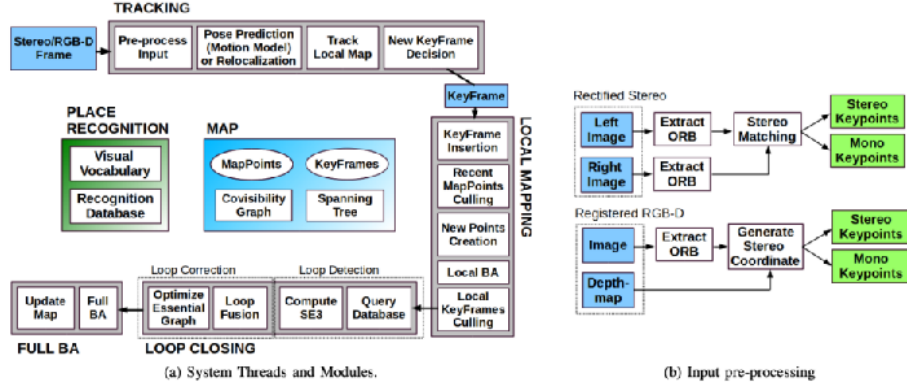 TRACKING
Stereo/RGB-D
Frame
Pre-process
Input
Pose Prediction
(Motion Model)
or Relocalization
Track
Local Map
New KeyFrame
Decision
KeyFrame
PLACE
RECOGNITION
Visual
Vocabulary
Recognition
Database
MAP
MapPoints
KeyFrames
Covisibility
Graph
Spanning
Tree
LOCAL MAPPING
KeyFrame
Insertion
Recent
MapPoints
Culling
New Points
Creation
Local BA
Local
KeyFrames
Culling
Loop Correction
Loop Detection
Optimize
Essential
Graph
Loop
Fusion
Compute
SE3
Query
Database
Update
Map
Full
BA
FULL BA
LOOP CLOSING
(a) System Threads and Modules.
Rectified Stereo
Left
Image
Extract
ORB
Stereo
Matching
Stereo
Keypoints
Mono
Keypoints
Right
Image
Extract
ORB
Registered RGB-D
Image
Extract
ORB
Generate
Stereo
Coordinate
Stereo
Keypoints
Mono
Keypoints
Depth-
map
(b) Input pre-processing